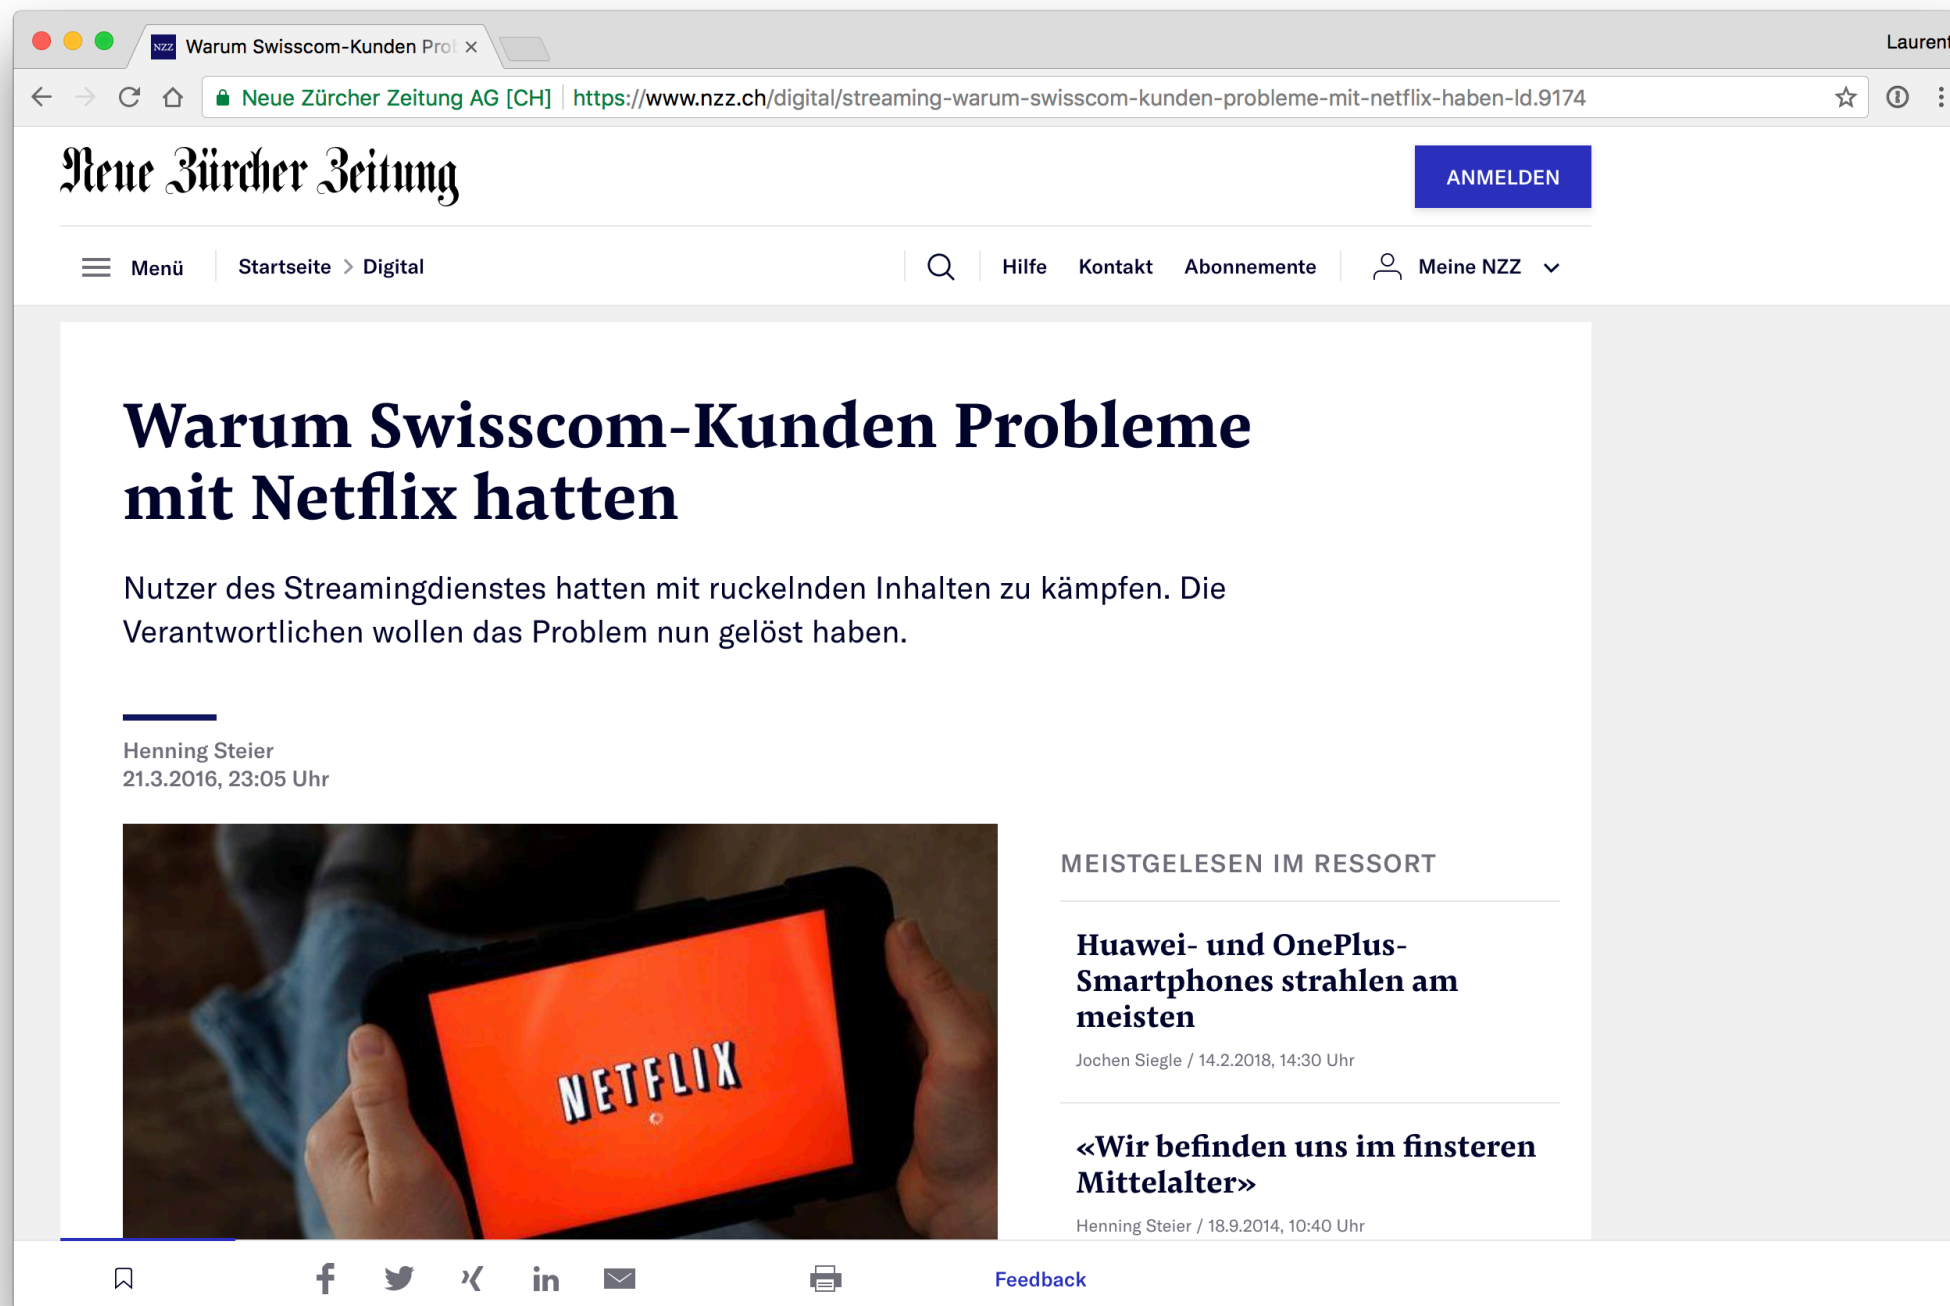 Warum Swisscom-Kunden Prob
Laurent
Neue Zürcher Zeitung AG [CH] https://www.nzz.ch/digital/streaming-warum-swisscom-kunden-probleme-mit-netflix-haben-ld.9174
Neue Zürcher Zeitung
ANMELDEN
Menü Startseite Digital Hilfe Kontakt Abonnemente Meine NZZ
Warum Swisscom-Kunden Probleme
mit Netflix hatten
Nutzer des Streamingdienstes hatten mit ruckelnden Inhalten zu kämpfen. Die
Verantwortlichen wollen das Problem nun gelöst haben.
Henning Steier
21.3.2016, 23:05 Uhr
NETFLIX
MEISTGELESEN IM RESSORT
Huawei- und OnePlus-
Smartphones strahlen am
meisten
Jochen Siegle / 14.2.2018, 14:30 Uhr
«Wir befinden uns im finsteren
Mittelalter»
Henning Steier / 18.9.2014, 10:40 Uhr
Feedback